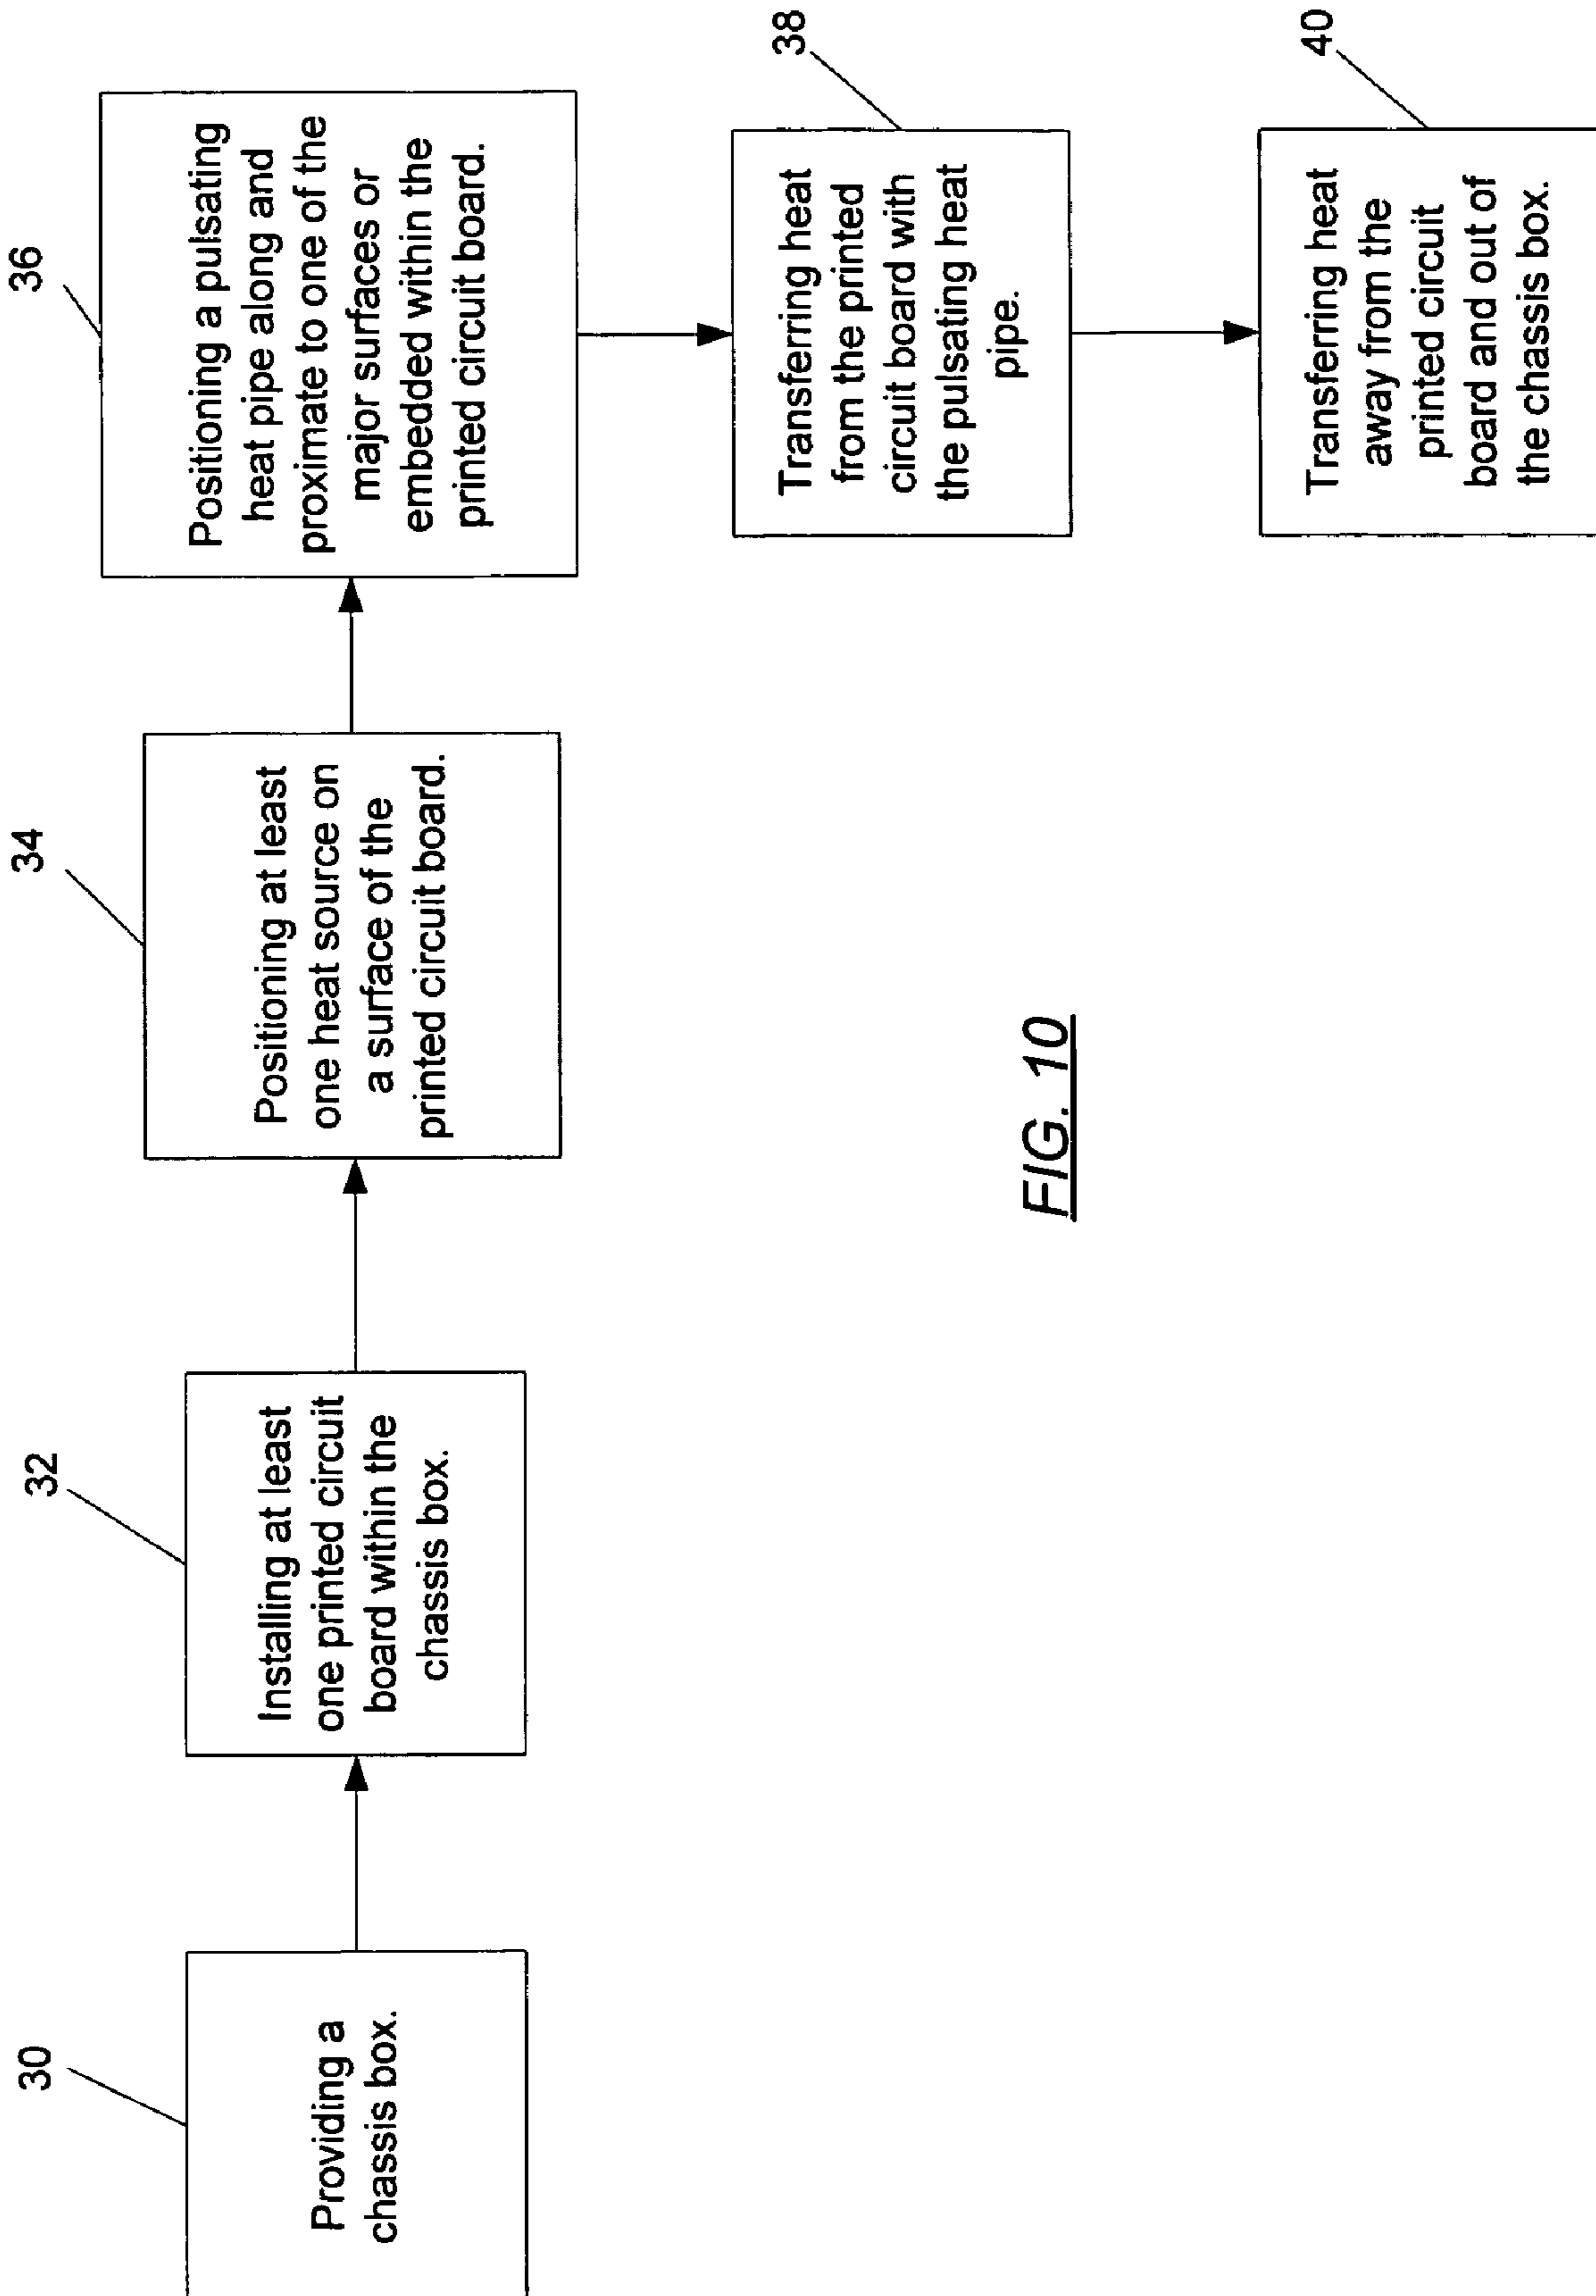 30
Providing a
chassis box.
32
Installing at least
one printed circuit
board within the
chassis box.
34
Positioning at least
one heat source on
a surface of the
printed circuit board.
36
Positioning a pulsating
heat pipe along and
proximate to one of the
major surfaces or
embedded within the
printed circuit board.
38
Transferring heat
from the printed
circuit board with
the pulsating heat
pipe.
40
Transferring heat
away from the
printed circuit
board and out of
the chassis box.
FIG. 10